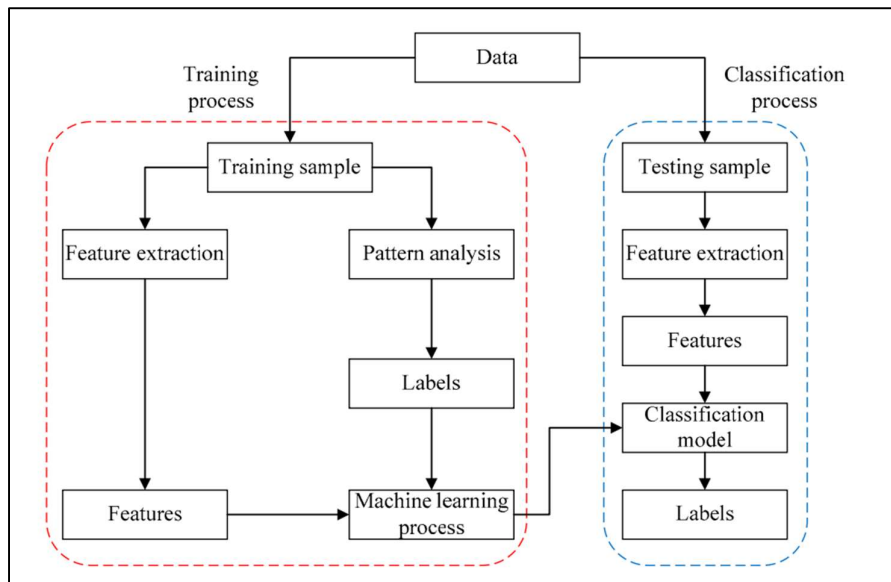 Data
Training
process
Classification
process
Training sample
Testing sample
Feature extraction
Pattern analysis
Feature extraction
Features
Labels
Classification
model
Features
Machine learning
process
Labels